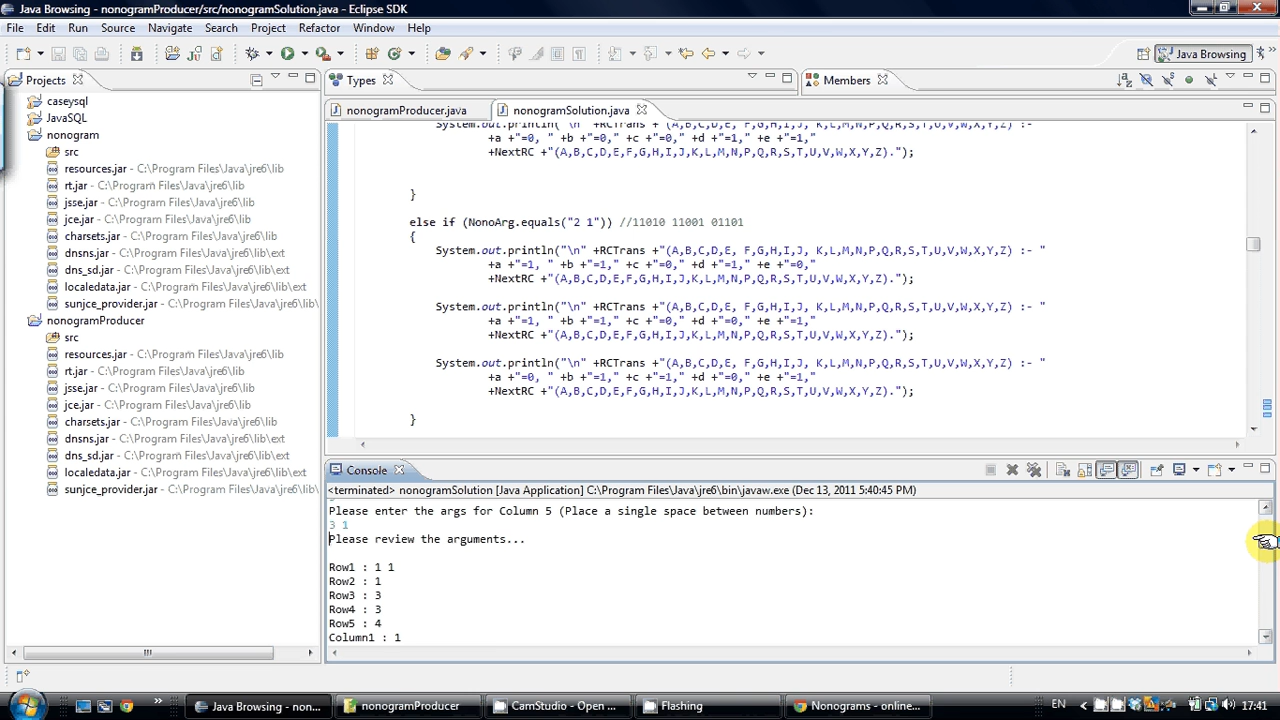 Java Browsing - nonogramProducer/src/nonogramSolution.java - Eclipse SDK
File Edit Run Source Navigate Search Project Refactor Window Help
Java Browsing
Projects
caseysql
JavaSQL
nonogram
src
resources.jar - C:\Program Files\Java\jre6\lib
rt.jar - C:\Program Files\Java\jre6\lib
jsse.jar - C:\Program Files\Java\jre6\lib
jce.jar - C:\Program Files\Java\jre6\lib
charsets.jar - C:\Program Files\Java\jre6\lib
dnsns.jar - C:\Program Files\Java\jre6\lib\ext
dns_sd.jar - C:\Program Files\Java\jre6\lib\ext
localedata.jar - C:\Program Files\Java\jre6\lib\ext
sunjce_provider.jar - C:\Program Files\Java\jre6\lib\
nonogramProducer
src
resources.jar - C:\Program Files\Java\jre6\lib
rt.jar - C:\Program Files\Java\jre6\lib
jsse.jar - C:\Program Files\Java\jre6\lib
jce.jar - C:\Program Files\Java\jre6\lib
charsets.jar - C:\Program Files\Java\jre6\lib
dnsns.jar - C:\Program Files\Java\jre6\lib\ext
dns_sd.jar - C:\Program Files\Java\jre6\lib\ext
localedata.jar - C:\Program Files\Java\jre6\lib\ext
sunjce_provider.jar - C:\Program Files\Java\jre6\lib\
Types
Members
nonogramProducer.java nonogramSolution.java
System.out.println("\n" +RCTrans +"(A,B,C,D,E, F,G,H,I,J, K,L,M,N,P,Q,R,S,T,U,V,W,X,Y,Z) :- "
+a +"=0, " +b +"=0," +c +"=0," +d +"=1," +e +"=1,"
+NextRC +"(A,B,C,D,E,F,G,H,I,J,K,L,M,N,P,Q,R,S,T,U,V,W,X,Y,Z).");
}
else if (NonoArg.equals("2 1")) //11010 11001 01101
{
System.out.println("\n" +RCTrans +"(A,B,C,D,E, F,G,H,I,J, K,L,M,N,P,Q,R,S,T,U,V,W,X,Y,Z) :- "
+a +"=1, " +b +"=1," +c +"=0," +d +"=1," +e +"=0,"
+NextRC +"(A,B,C,D,E,F,G,H,I,J,K,L,M,N,P,Q,R,S,T,U,V,W,X,Y,Z).");
System.out.println("\n" +RCTrans +"(A,B,C,D,E, F,G,H,I,J, K,L,M,N,P,Q,R,S,T,U,V,W,X,Y,Z) :- "
+a +"=1, " +b +"=1," +c +"=0," +d +"=0," +e +"=1,"
+NextRC +"(A,B,C,D,E,F,G,H,I,J,K,L,M,N,P,Q,R,S,T,U,V,W,X,Y,Z).");
System.out.println("\n" +RCTrans +"(A,B,C,D,E, F,G,H,I,J, K,L,M,N,P,Q,R,S,T,U,V,W,X,Y,Z) :- "
+a +"=0, " +b +"=1," +c +"=1," +d +"=0," +e +"=1,"
+NextRC +"(A,B,C,D,E,F,G,H,I,J,K,L,M,N,P,Q,R,S,T,U,V,W,X,Y,Z).");
}
Console
<terminated> nonogramSolution [Java Application] C:\Program Files\Java\jre6\bin\javaw.exe (Dec 13, 2011 5:40:45 PM)
Please enter the args for Column 5 (Place a single space between numbers):
3 1
Please review the arguments...
Row1 : 1 1
Row2 : 1
Row3 : 3
Row4 : 3
Row5 : 4
Column1 : 1
Java Browsing - non... nonogramProducer CamStudio - Open ... Flashing Nonograms - online... EN 17:41